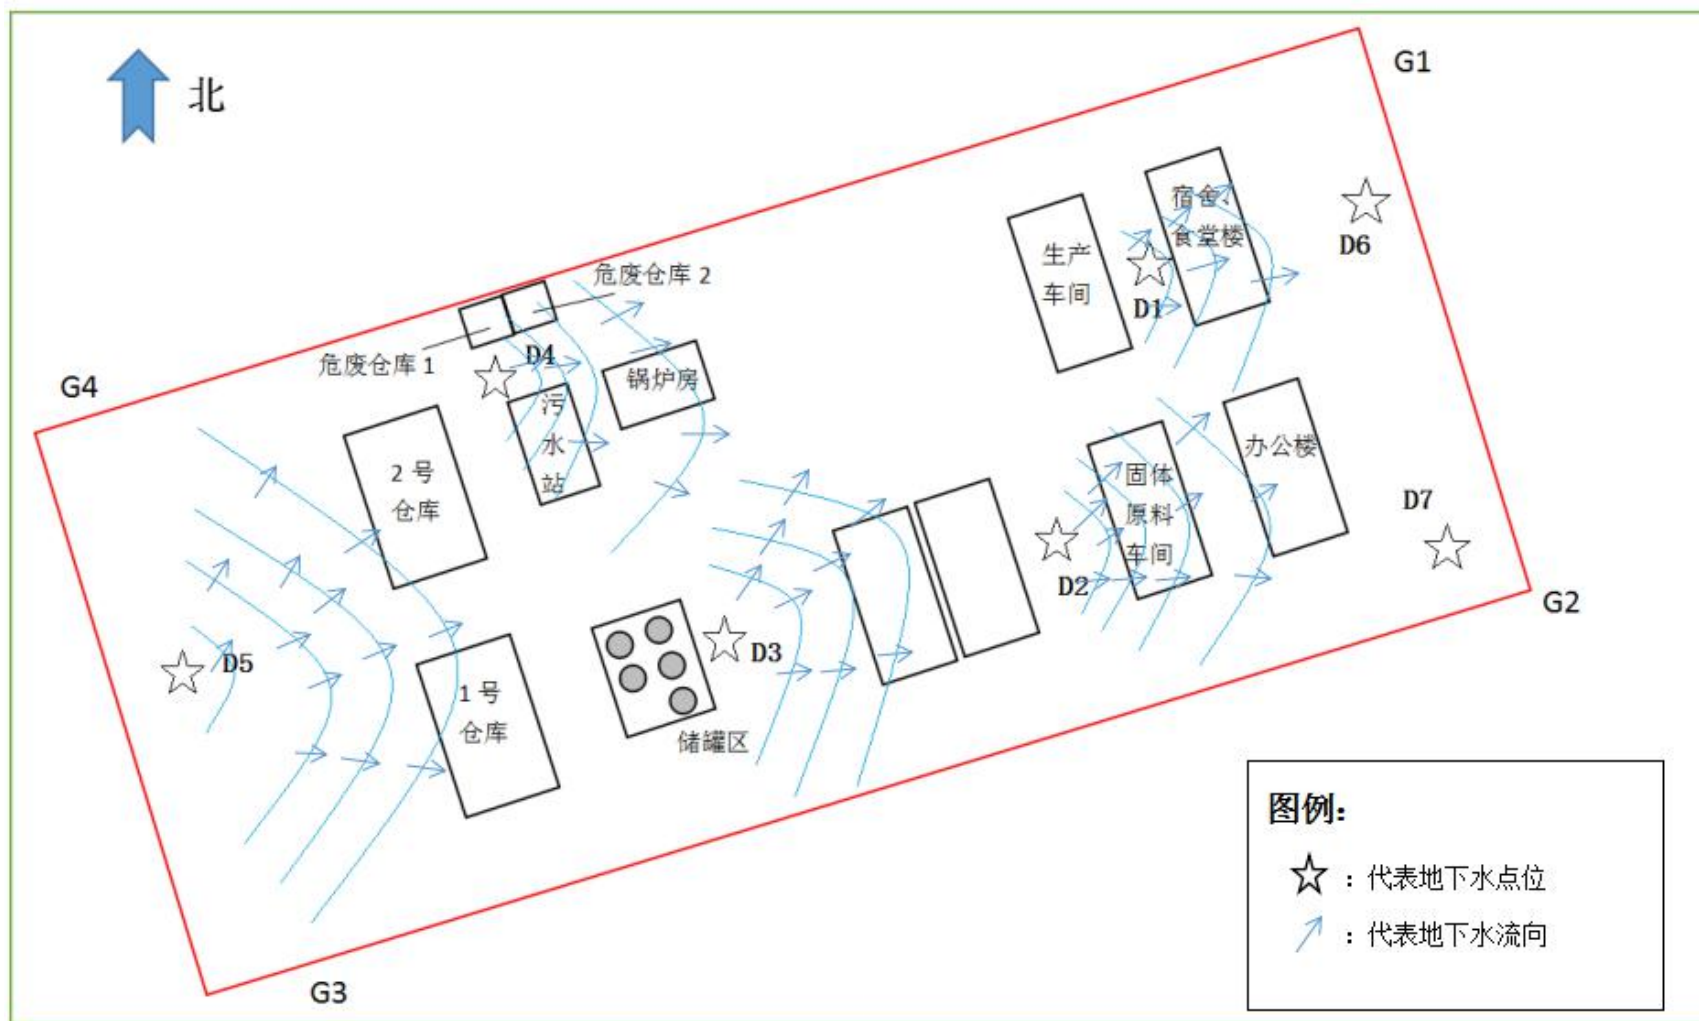 北
G1
宿舍、
食堂楼
D6
生产
车间
D1
危废仓库 2
危废仓库 1
D4
锅炉房
G4
污
水
站
2 号
仓库
办公楼
固体
原料
车间
D7
D2
G2
D5
D3
1 号
仓库
储罐区
G3
图例：
：代表地下水点位
：代表地下水流向